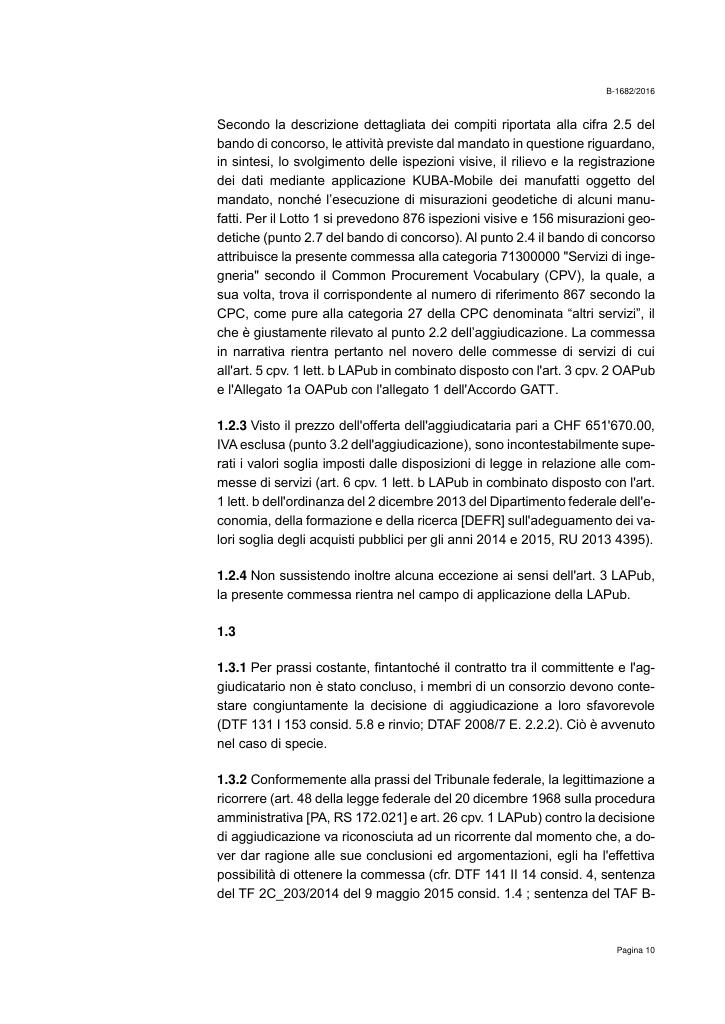 B-1682/2016
Secondo la descrizione dettagliata dei compiti riportata alla cifra 2.5 del
bando di concorso, le attività previste dal mandato in questione riguardano,
in sintesi, lo svolgimento delle ispezioni visive, il rilievo e la registrazione
dei dati mediante applicazione KUBA-Mobile dei manufatti oggetto del
mandato, nonché l'esecuzione di misurazioni geodetiche di alcuni manu-
fatti. Per il Lotto 1 si prevedono 876 ispezioni visive e 156 misurazioni geo-
detiche (punto 2.7 del bando di concorso). Al punto 2.4 il bando di concorso
attribuisce la presente commessa alla categoria 71300000 "Servizi di inge-
gneria" secondo il Common Procurement Vocabulary (CPV), la quale, a
sua volta, trova il corrispondente al numero di riferimento 867 secondo la
CPC, come pure alla categoria 27 della CPC denominata “altri servizi”, il
che è giustamente rilevato al punto 2.2 dell’aggiudicazione. La commessa
in narrativa rientra pertanto nel novero delle commesse di servizi di cui
all'art. 5 cpv. 1 lett. b LAPub in combinato disposto con l'art. 3 cpv. 2 OAPub
e l'Allegato 1a OAPub con l'allegato 1 dell'Accordo GATT.
1.2.3 Visto il prezzo dell'offerta dell'aggiudicataria pari a CHF 651'670.00,
IVA esclusa (punto 3.2 dell'aggiudicazione), sono incontestabilmente supe-
rati i valori soglia imposti dalle disposizioni di legge in relazione alle com-
messe di servizi (art. 6 cpv. 1 lett. b LAPub in combinato disposto con l'art.
1 lett. b dell'ordinanza del 2 dicembre 2013 del Dipartimento federale dell'e-
conomia, della formazione e della ricerca [DEFR] sull'adeguamento dei va-
lori soglia degli acquisti pubblici per gli anni 2014 e 2015, RU 2013 4395).
1.2.4 Non sussistendo inoltre alcuna eccezione ai sensi dell'art. 3 LAPub,
la presente commessa rientra nel campo di applicazione della LAPub.
1.3
1.3.1 Per prassi costante, fintantoché il contratto tra il committente e l'ag-
giudicatario non è stato concluso, i membri di un consorzio devono conte-
stare congiuntamente la decisione di aggiudicazione a loro sfavorevole
(DTF 131 I 153 consid. 5.8 e rinvio; DTAF 2008/7 E. 2.2.2). Ciò è avvenuto
nel caso di specie.
1.3.2 Conformemente alla prassi del Tribunale federale, la legittimazione a
ricorrere (art. 48 della legge federale del 20 dicembre 1968 sulla procedura
amministrativa [PA, RS 172.021] e art. 26 cpv. 1 LAPub) contro la decisione
di aggiudicazione va riconosciuta ad un ricorrente dal momento che, a do-
ver dar ragione alle sue conclusioni ed argomentazioni, egli ha l'effettiva
possibilità di ottenere la commessa (cfr. DTF 141 II 14 consid. 4, sentenza
del TF 2C_203/2014 del 9 maggio 2015 consid. 1.4 ; sentenza del TAF B-
Pagina 10